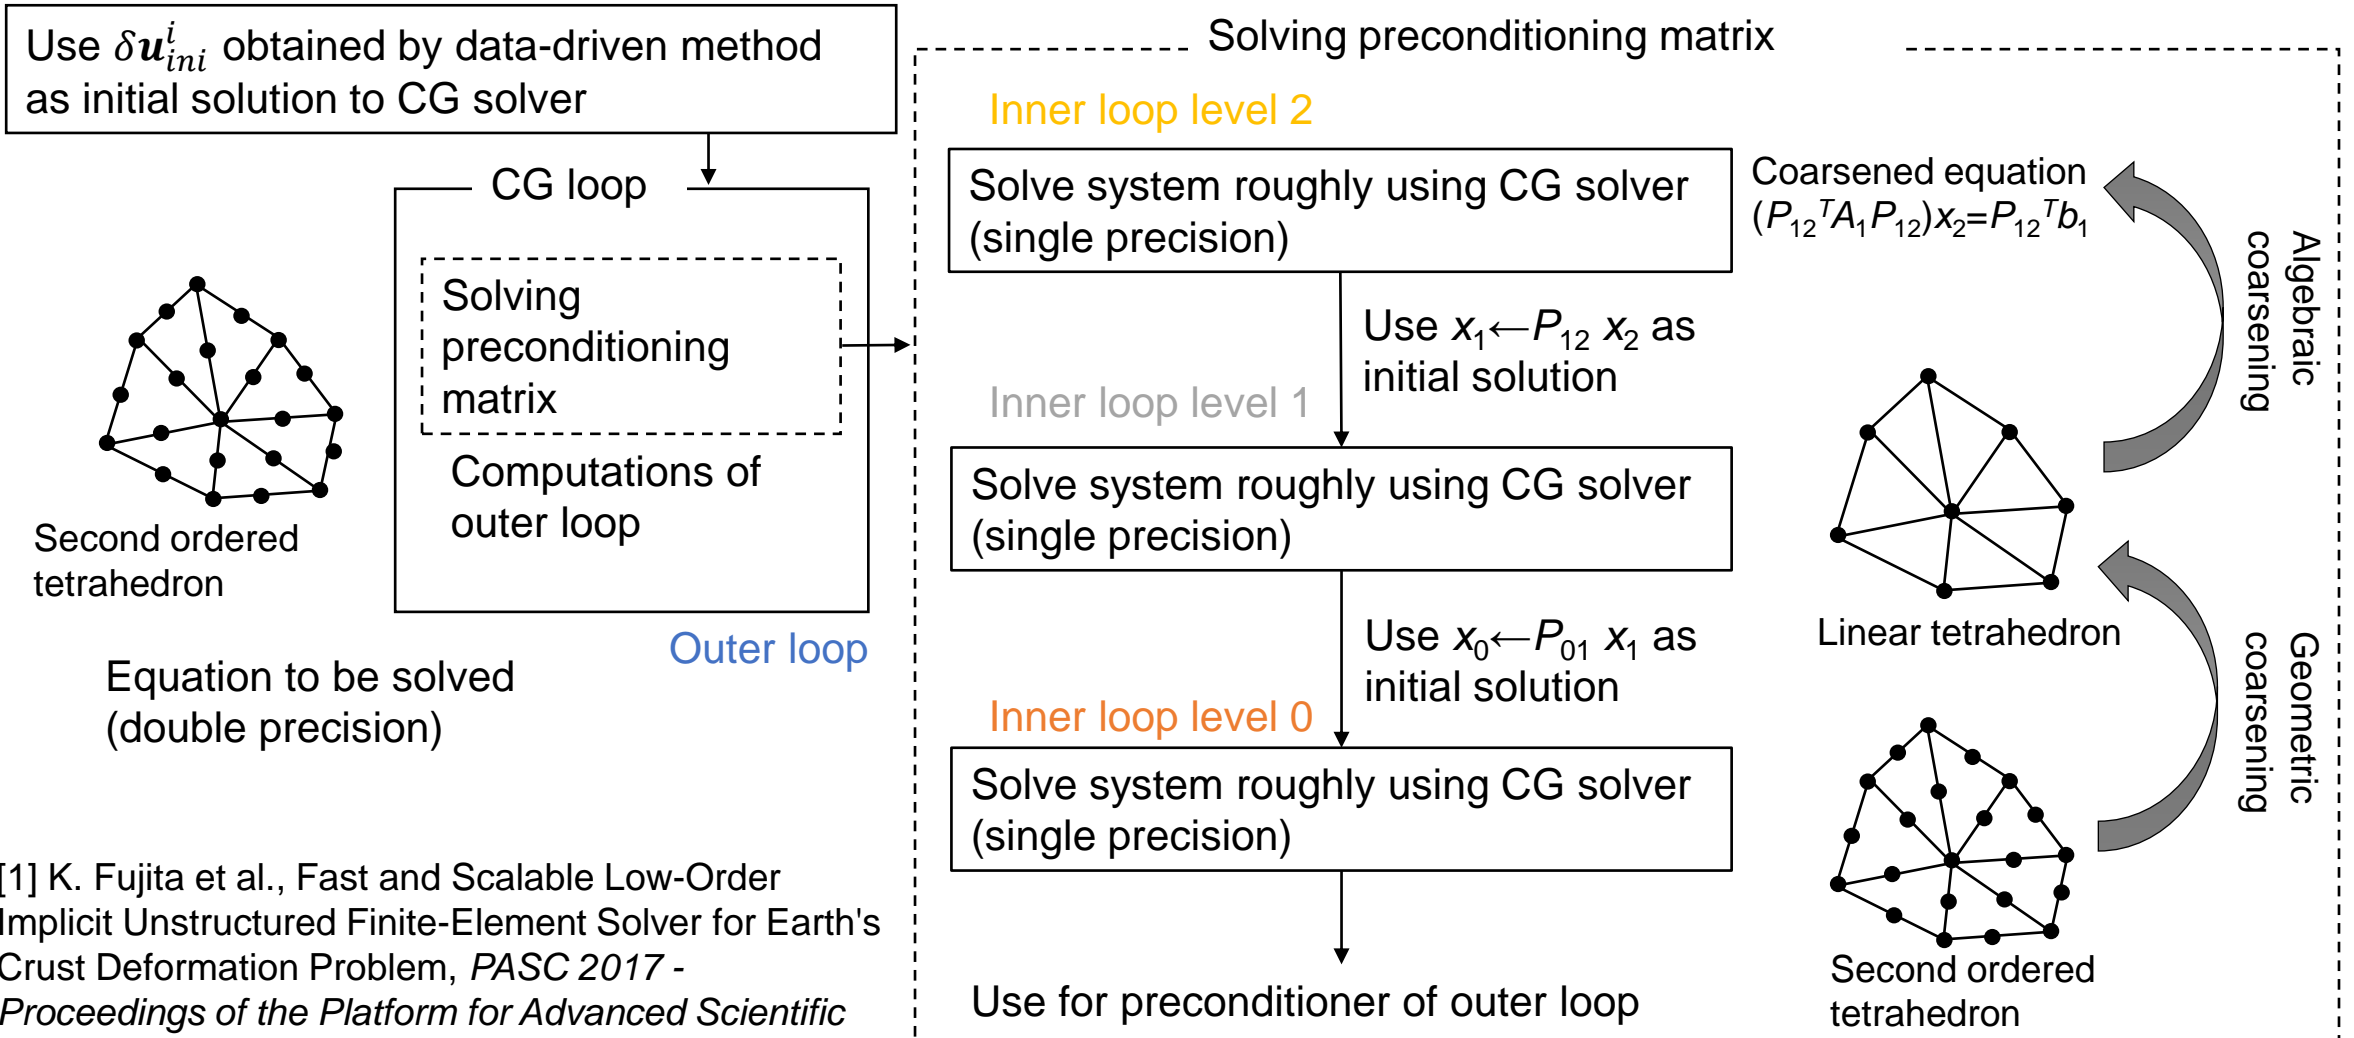 Use δu^i_ini obtained by data-driven method
as initial solution to CG solver
CG loop
Solving
preconditioning
matrix
Computations of
outer loop
Outer loop
Second ordered
tetrahedron
Equation to be solved
(double precision)
[1] K. Fujita et al., Fast and Scalable Low-Order
Implicit Unstructured Finite-Element Solver for Earth's
Crust Deformation Problem, PASC 2017 -
Proceedings of the Platform for Advanced Scientific
Solving preconditioning matrix
Inner loop level 2
Solve system roughly using CG solver
(single precision)
Coarsened equation
(P₁₂ᵀA₁P₁₂)x₂=P₁₂ᵀb₁
Algebraic
coarsening
Use x₁←P₁₂ x₂ as
initial solution
Inner loop level 1
Solve system roughly using CG solver
(single precision)
Linear tetrahedron
Use x₀←P₀₁ x₁ as
initial solution
Geometric
coarsening
Inner loop level 0
Solve system roughly using CG solver
(single precision)
Second ordered
tetrahedron
Use for preconditioner of outer loop